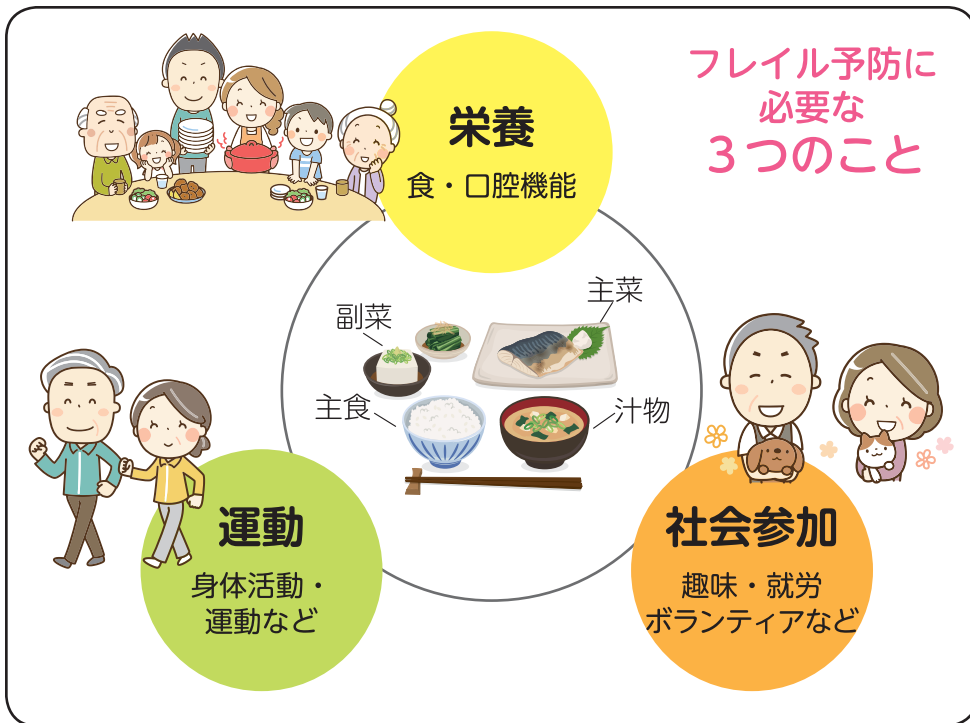 フレイル予防に
必要な
３つのこと
栄養
食・口腔機能
副菜
主菜
主食
汁物
運動
身体活動・
運動など
社会参加
趣味・就労
ボランティアなど